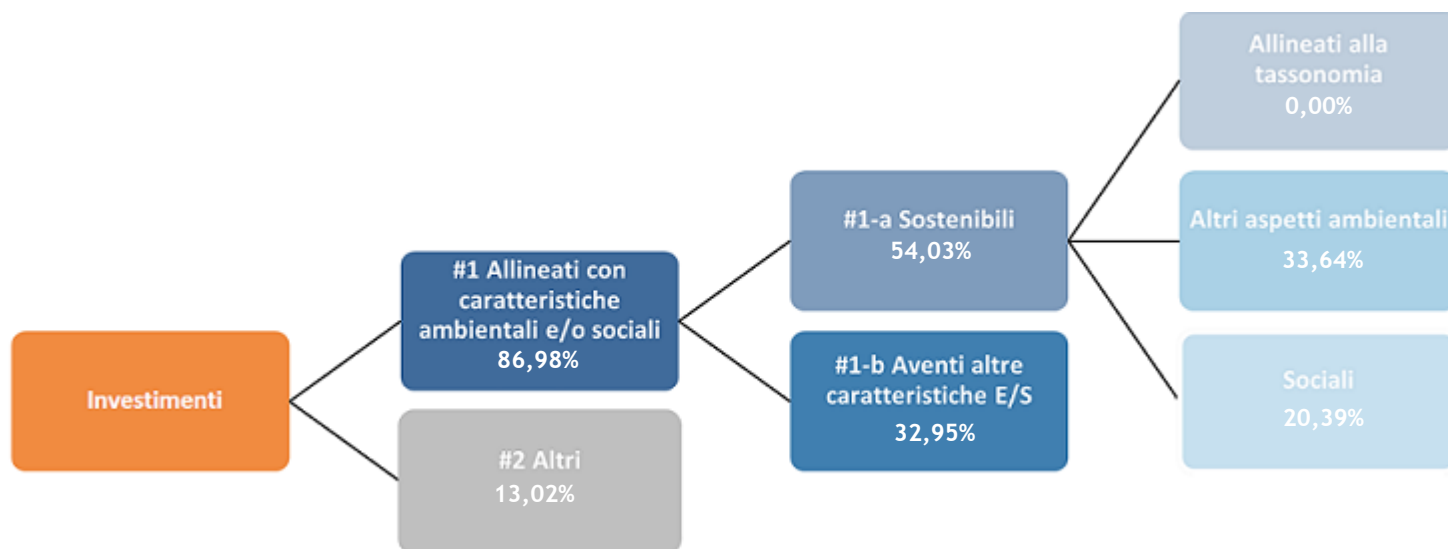 Investimenti
#1 Allineati con
caratteristiche
ambientali e/o sociali
86,98%
#2 Altri
13,02%
#1-a Sostenibili
54,03%
#1-b Aventi altre
caratteristiche E/S
32,95%
Allineati alla
tassonomia
0,00%
Altri aspetti ambientali
33,64%
Sociali
20,39%